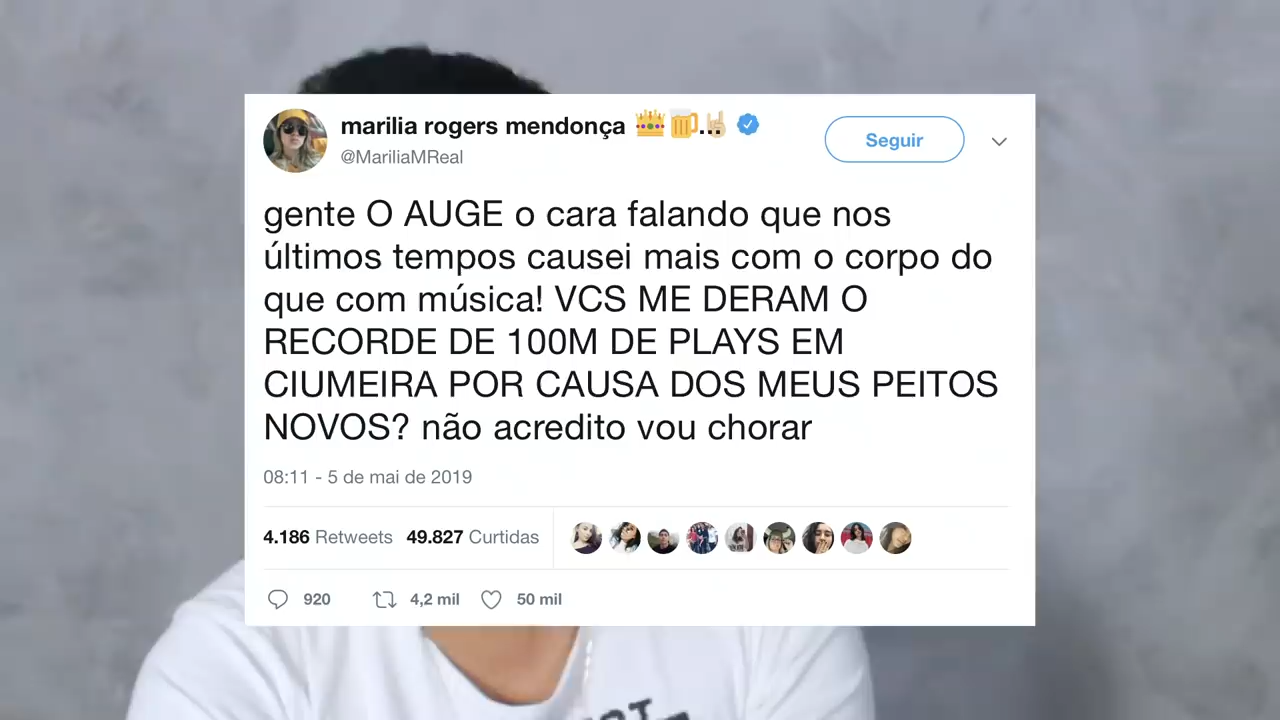 marilia rogers mendonça 👑🍺...🤘🏼
Seguir
@MariliaMReal
gente O AUGE o cara falando que nos
últimos tempos causei mais com o corpo do
que com música! VCS ME DERAM O
RECORDE DE 100M DE PLAYS EM
CIUMEIRA POR CAUSA DOS MEUS PEITOS
NOVOS? não acredito vou chorar
08:11 - 5 de mai de 2019
4.186 Retweets 49.827 Curtidas
920 4,2 mil 50 mil